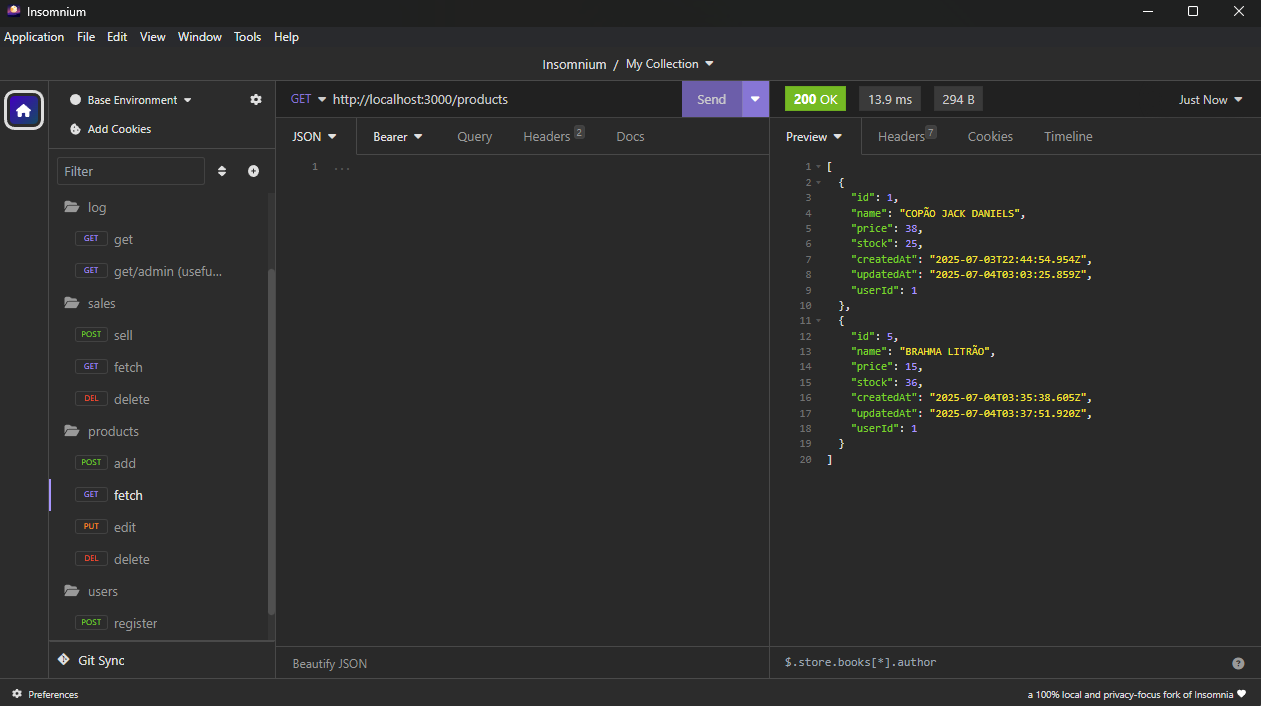 Insomnium
Application File Edit View Window Tools Help
Insomnium / My Collection
Base Environment
Add Cookies
Filter
log
GET get
GET get/admin (usefu...
sales
POST sell
GET fetch
DEL delete
products
POST add
GET fetch
PUT edit
DEL delete
users
POST register
Git Sync
GET http://localhost:3000/products Send
JSON Bearer Query Headers 2 Docs
1 ...
Beautify JSON
200 OK 13.9 ms 294 B Just Now
Preview Headers 7 Cookies Timeline
1 [
2 {
3 "id": 1,
4 "name": "COPÃO JACK DANIELS",
5 "price": 38,
6 "stock": 25,
7 "createdAt": "2025-07-03T22:44:54.954Z",
8 "updatedAt": "2025-07-04T03:03:25.859Z",
9 "userId": 1
10 },
11 {
12 "id": 5,
13 "name": "BRAHMA LITRÃO",
14 "price": 15,
15 "stock": 36,
16 "createdAt": "2025-07-04T03:35:38.605Z",
17 "updatedAt": "2025-07-04T03:37:51.920Z",
18 "userId": 1
19 }
20 ]
$.store.books[*].author
Preferences
a 100% local and privacy-focus fork of Insomnia